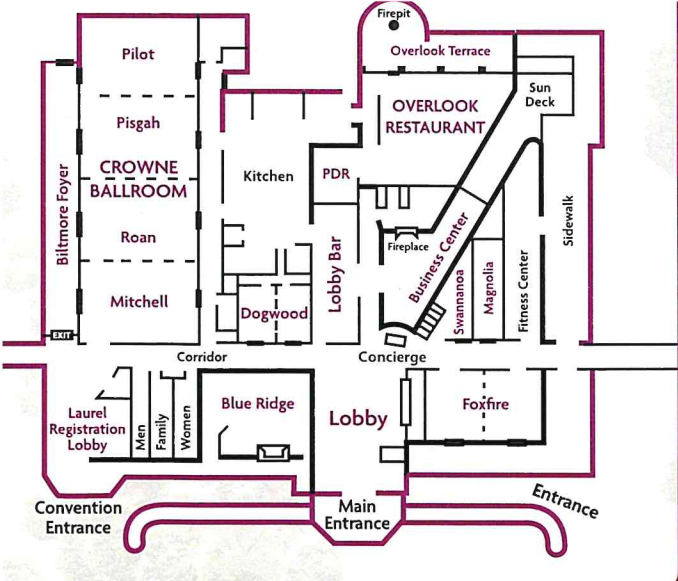 Firepit
Overlook Terrace
Pilot
Sun
Deck
OVERLOOK
RESTAURANT
Pisgah
CROWNE
BALLROOM
Kitchen
PDR
Biltmore Foyer
Sidewalk
Roan
Fireplace
Lobby Bar
Business Center
Swannanoa
Magnolia
Fitness Center
Mitchell
Dogwood
EXIT
Corridor
Concierge
Blue Ridge
Lobby
Foxfire
Laurel
Registration
Lobby
Men
Family
Women
Convention
Entrance
Main
Entrance
Entrance